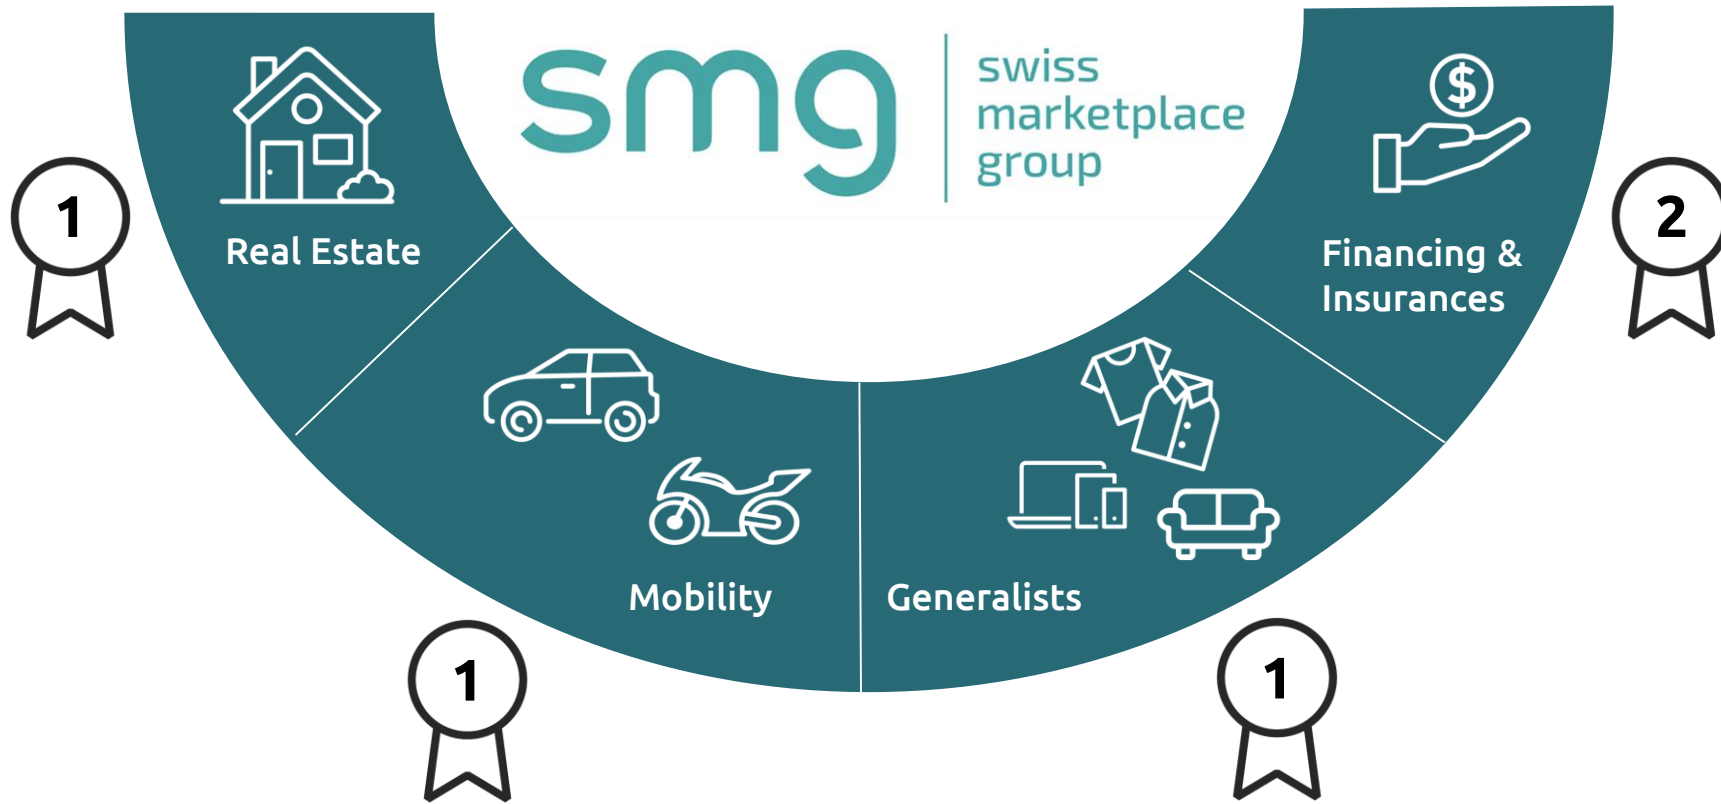 smg
swiss
marketplace
group
$
1
Real Estate
Financing &
Insurances
2
Mobility
Generalists
1
1